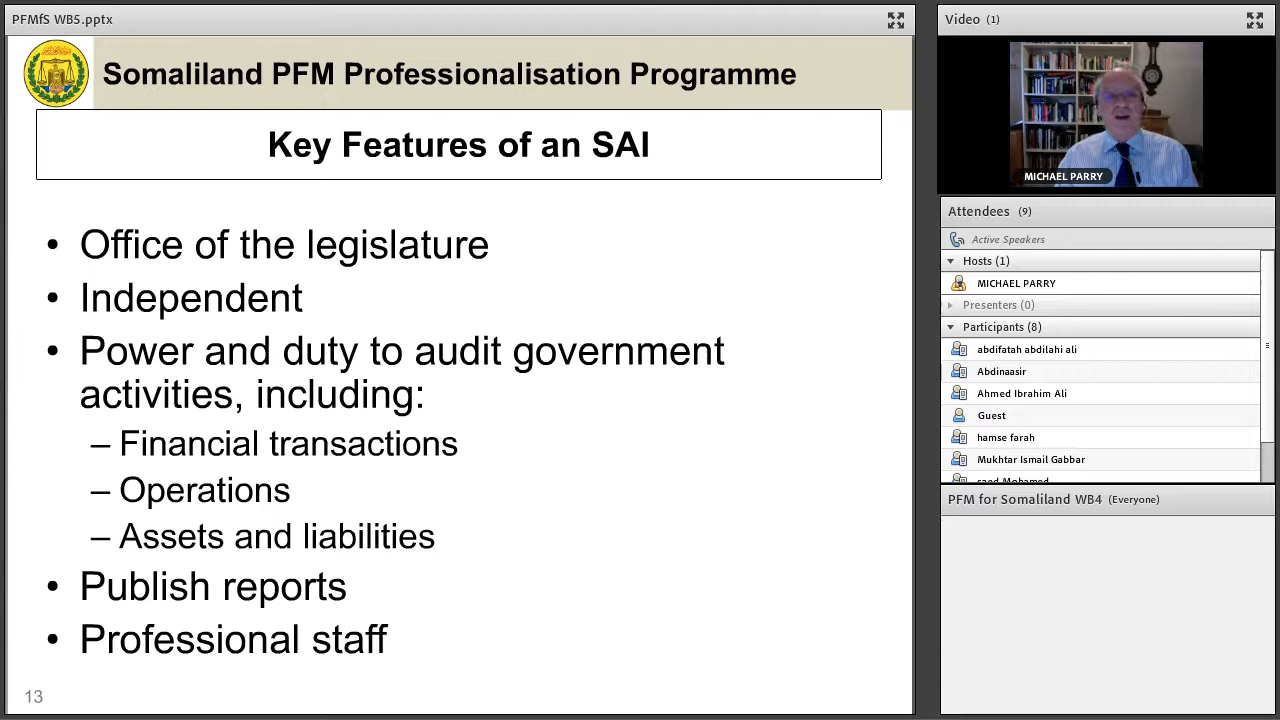 PFMfS WB5.pptx
Somaliland PFM Professionalisation Programme
Key Features of an SAI
• Office of the legislature
• Independent
• Power and duty to audit government
activities, including:
– Financial transactions
– Operations
– Assets and liabilities
• Publish reports
• Professional staff
13
Video (1)
MICHAEL PARRY
Attendees (9)
Active Speakers
Hosts (1)
MICHAEL PARRY
Presenters (0)
Participants (8)
abdifatah abdilahi ali
Abdinaasir
Ahmed Ibrahim Ali
Guest
hamse farah
Mukhtar Ismail Gabbar
saed Mohamed
PFM for Somaliland WB4 (Everyone)